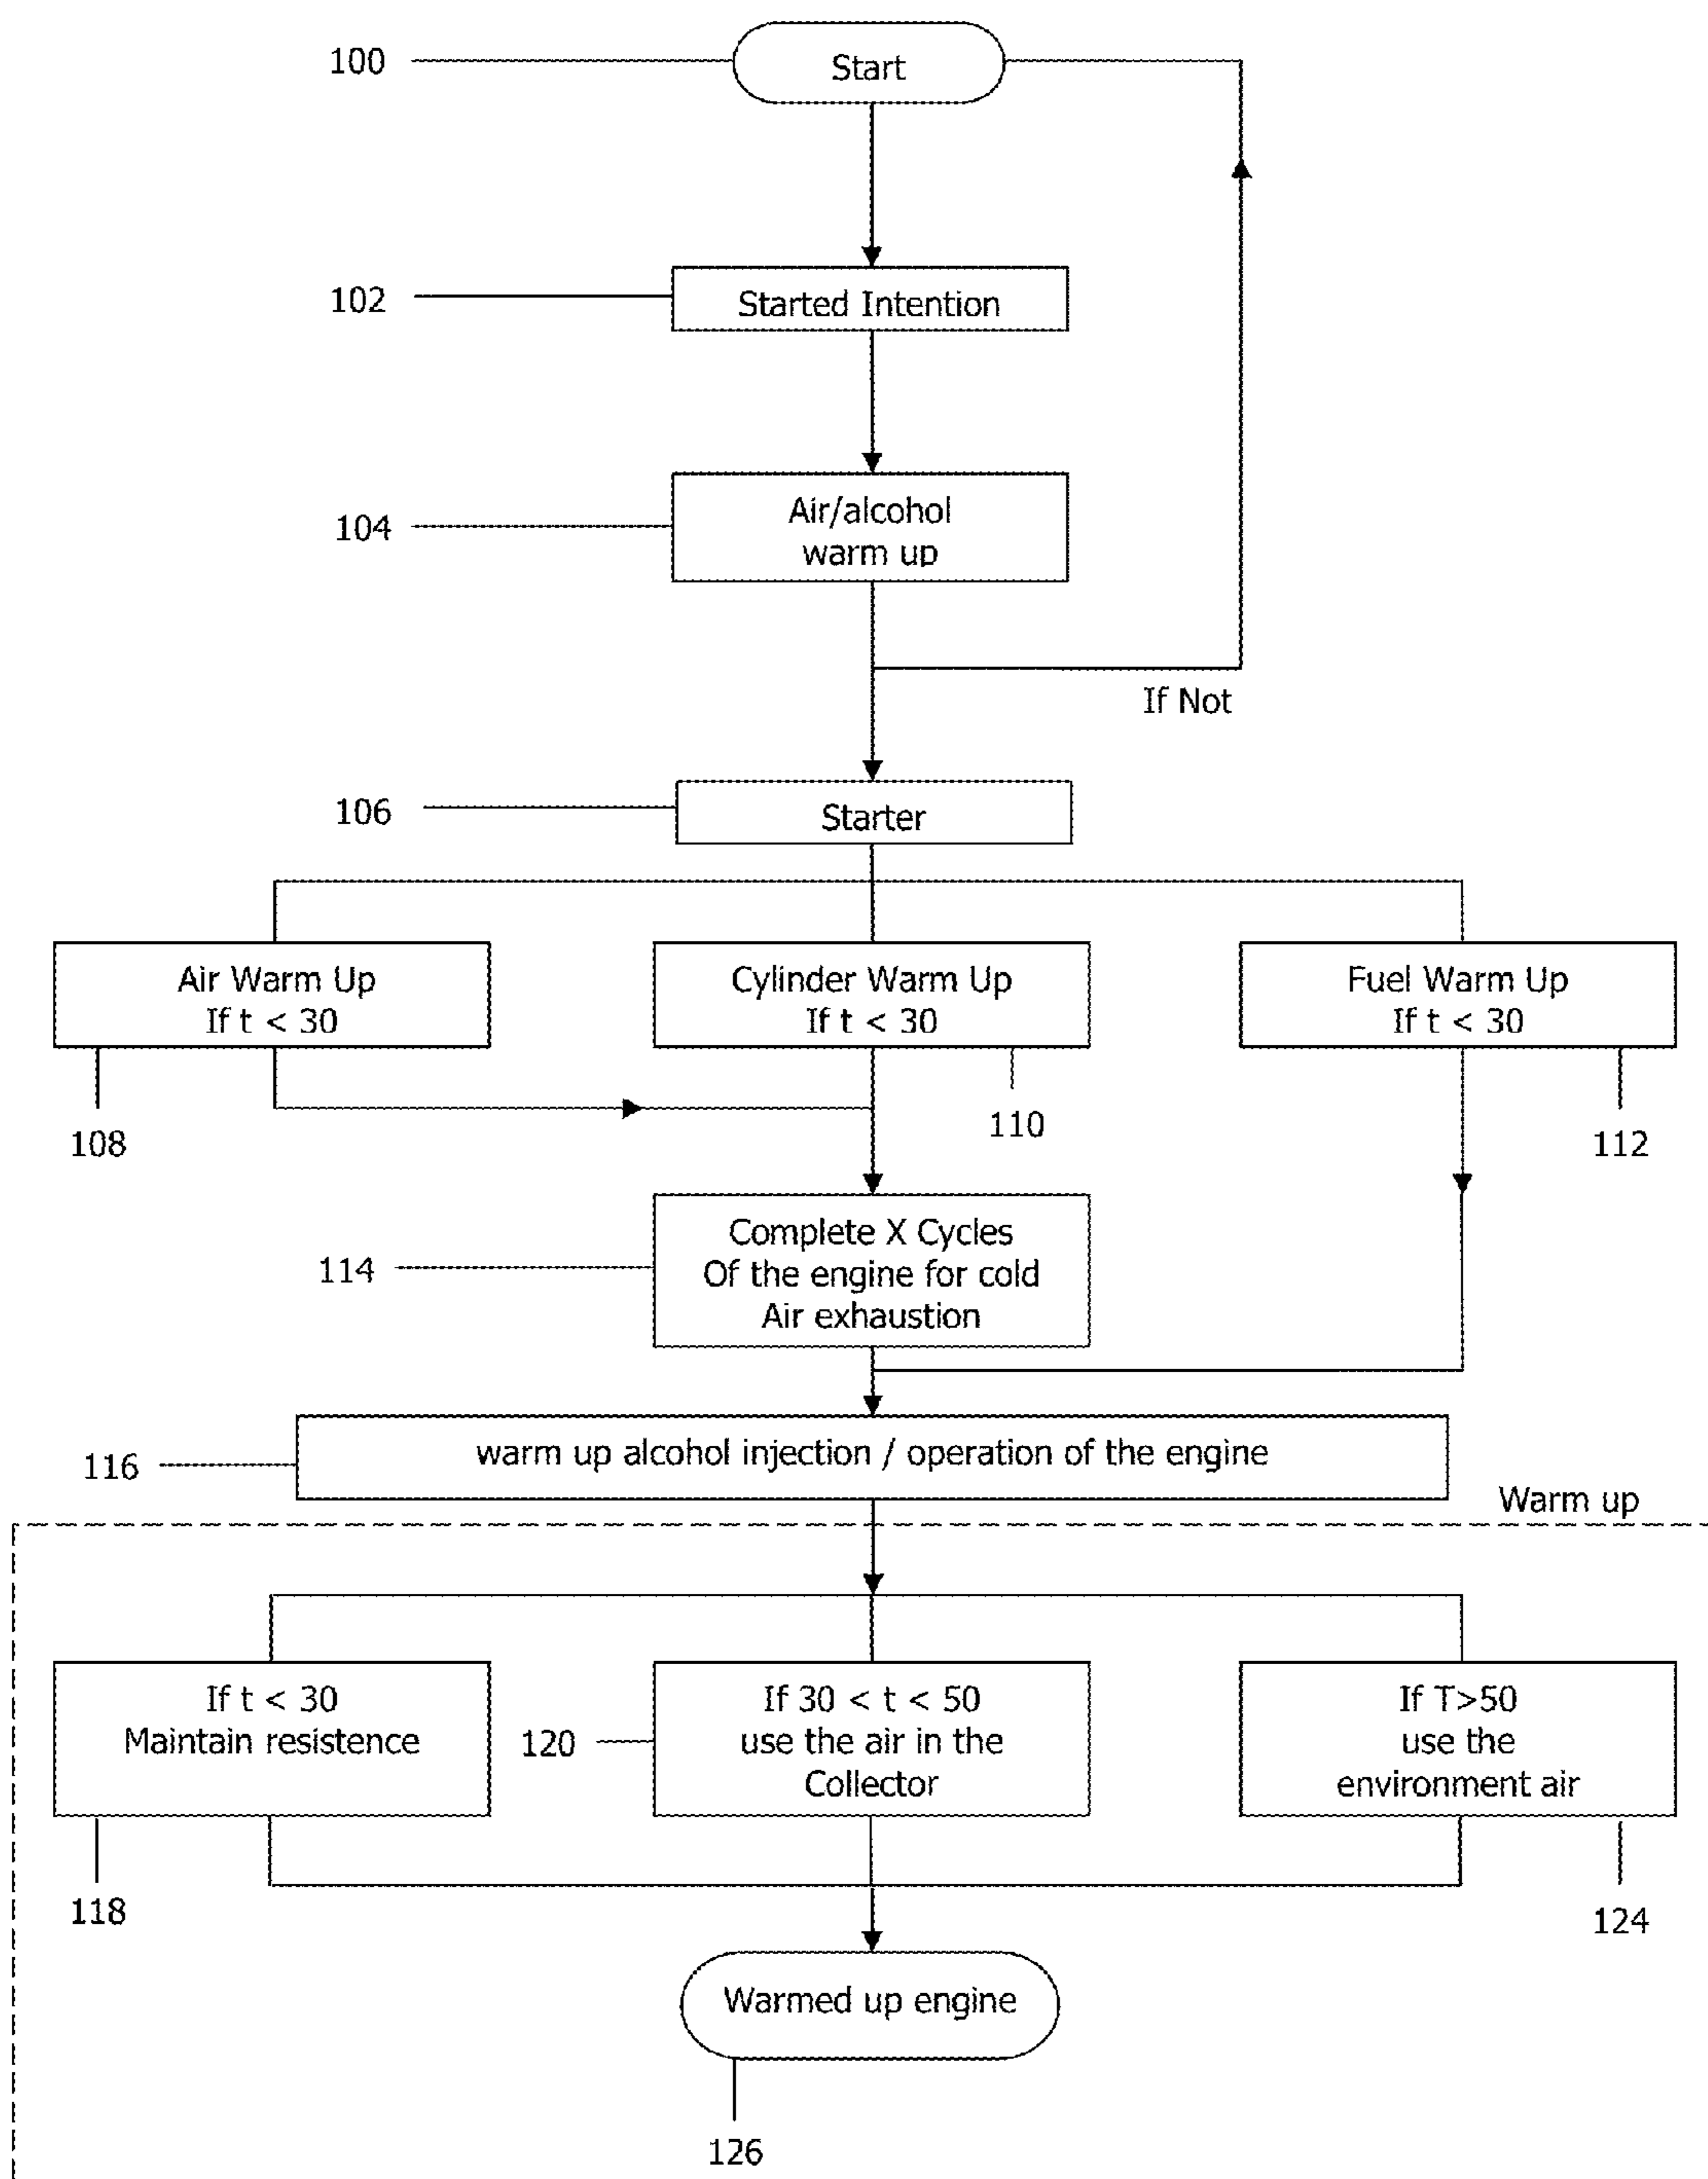 100
Start
102
Started Intention
104
Air/alcohol
warm up
If Not
106
Starter
Air Warm Up
If t < 30
Cylinder Warm Up
If t < 30
Fuel Warm Up
If t < 30
108
110
112
114
Complete X Cycles
Of the engine for cold
Air exhaustion
116
warm up alcohol injection / operation of the engine
Warm up
If t < 30
Maintain resistence
120
If 30 < t < 50
use the air in the
Collector
If T>50
use the
environment air
118
124
Warmed up engine
126